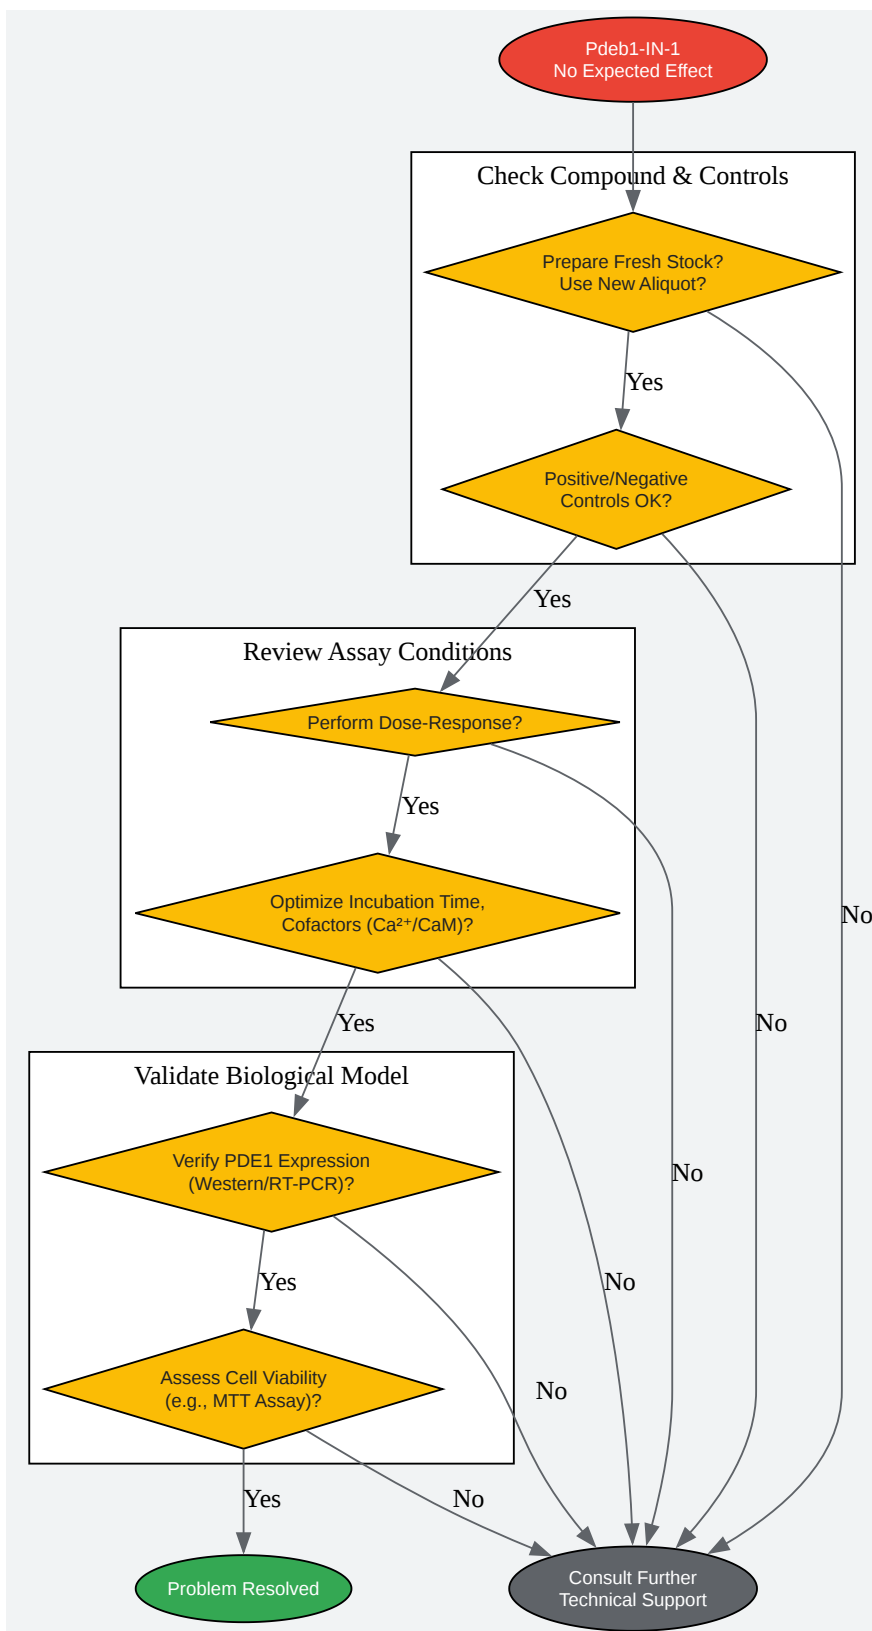 Pdeb1-IN-1
No Expected Effect
Check Compound & Controls
Prepare Fresh Stock?
Use New Aliquot?
Yes
Positive/Negative
Controls OK?
Yes
Review Assay Conditions
Perform Dose-Response?
Yes
Optimize Incubation Time,
Cofactors (Ca²⁺/CaM)?
No
Yes
No
Validate Biological Model
Verify PDE1 Expression
(Western/RT-PCR)?
No
Yes
No
Assess Cell Viability
(e.g., MTT Assay)?
No
Yes
No
Problem Resolved
Consult Further
Technical Support